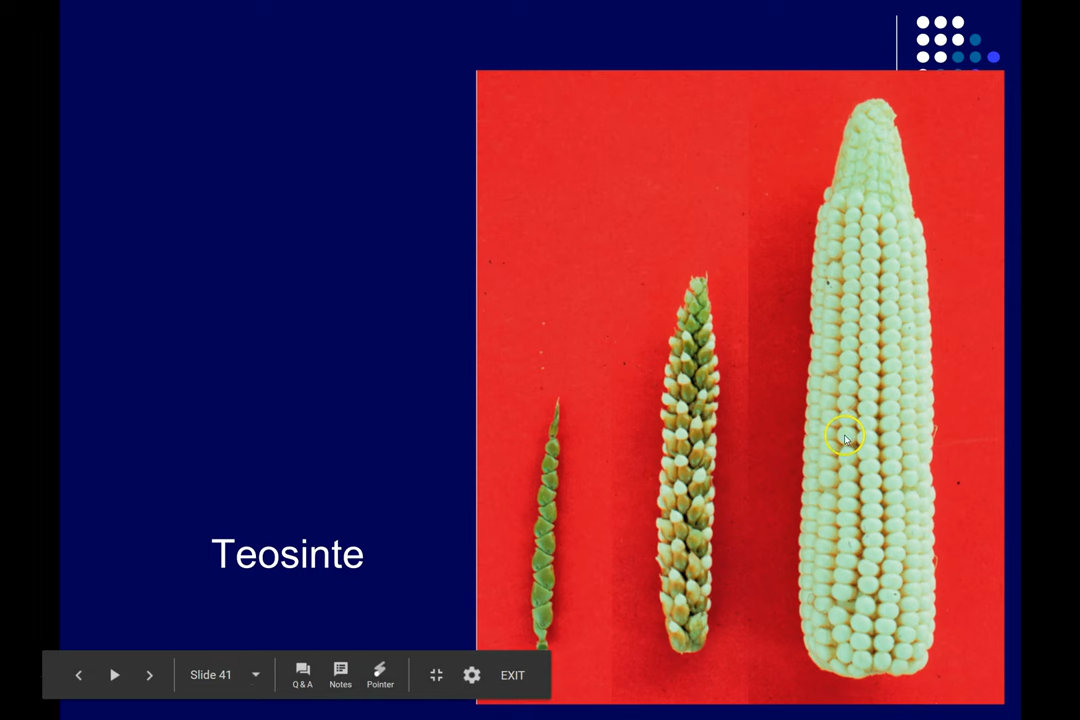 Teosinte
Slide 41
Q & A
Notes
Pointer
EXIT